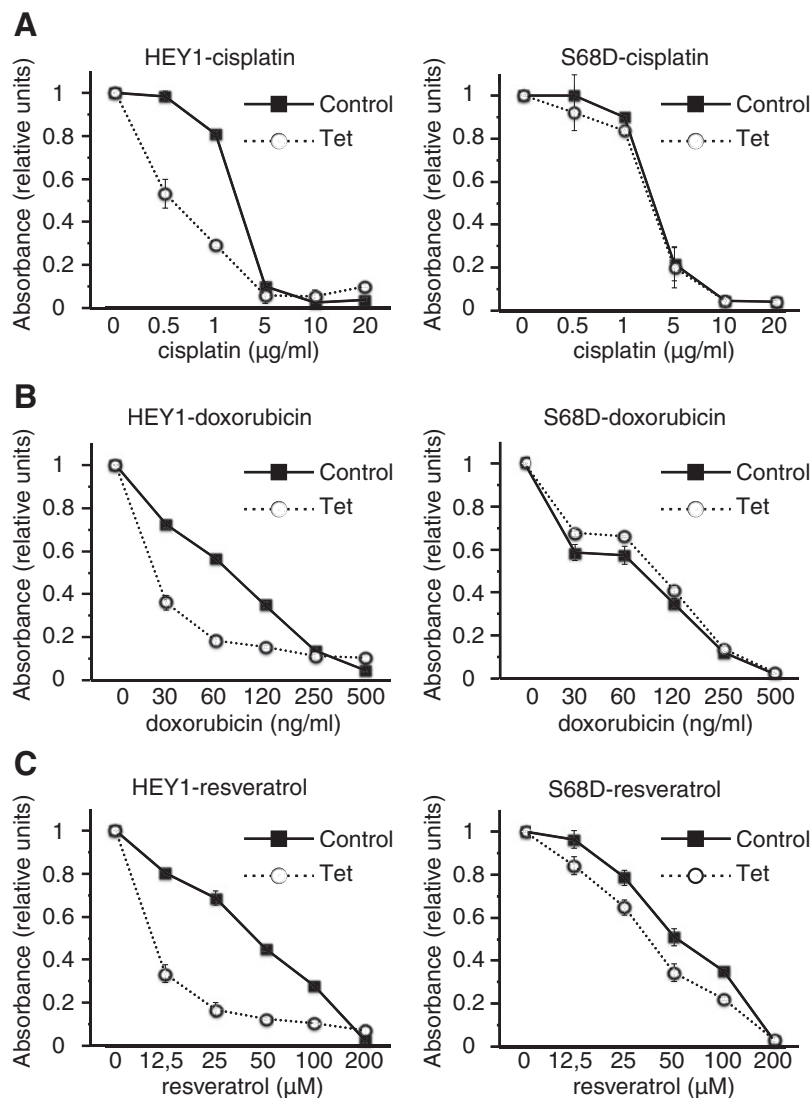 A
HEY1-cisplatin
Absorbance (relative units)
1
0.8
0.6
0.4
0.2
0
Control
Tet
0 0.5 1 5 10 20
cisplatin (μg/ml)
S68D-cisplatin
Absorbance (relative units)
1
0.8
0.6
0.4
0.2
0
Control
Tet
0 0.5 1 5 10 20
cisplatin (μg/ml)
B
HEY1-doxorubicin
Absorbance (relative units)
1
0.8
0.6
0.4
0.2
0
Control
Tet
0 30 60 120 250 500
doxorubicin (ng/ml)
S68D-doxorubicin
Absorbance (relative units)
1
0.8
0.6
0.4
0.2
0
Control
Tet
0 30 60 120 250 500
doxorubicin (ng/ml)
C
HEY1-resveratrol
Absorbance (relative units)
1
0.8
0.6
0.4
0.2
0
Control
Tet
0 12,5 25 50 100 200
resveratrol (μM)
S68D-resveratrol
Absorbance (relative units)
1
0.8
0.6
0.4
0.2
0
Control
Tet
0 12,5 25 50 100 200
resveratrol (μM)